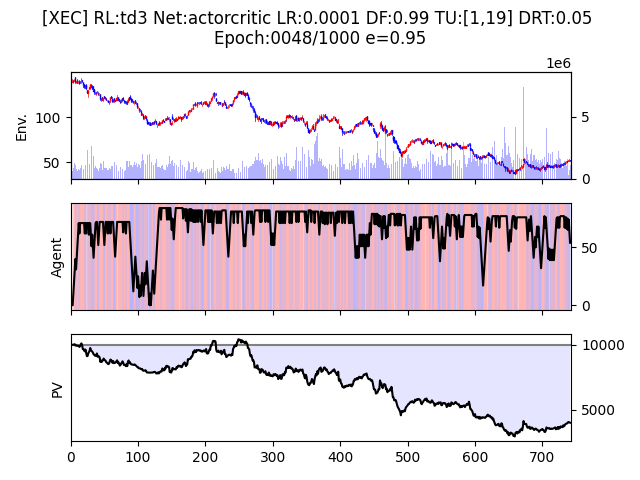 [XEC] RL:td3 Net:actorcritic LR:0.0001 DF:0.99 TU:[1,19] DRT:0.05
Epoch:0048/1000 e=0.95
1e6
Env.
100
50
5
0
Agent
50
0
PV
10000
5000
0 100 200 300 400 500 600 700